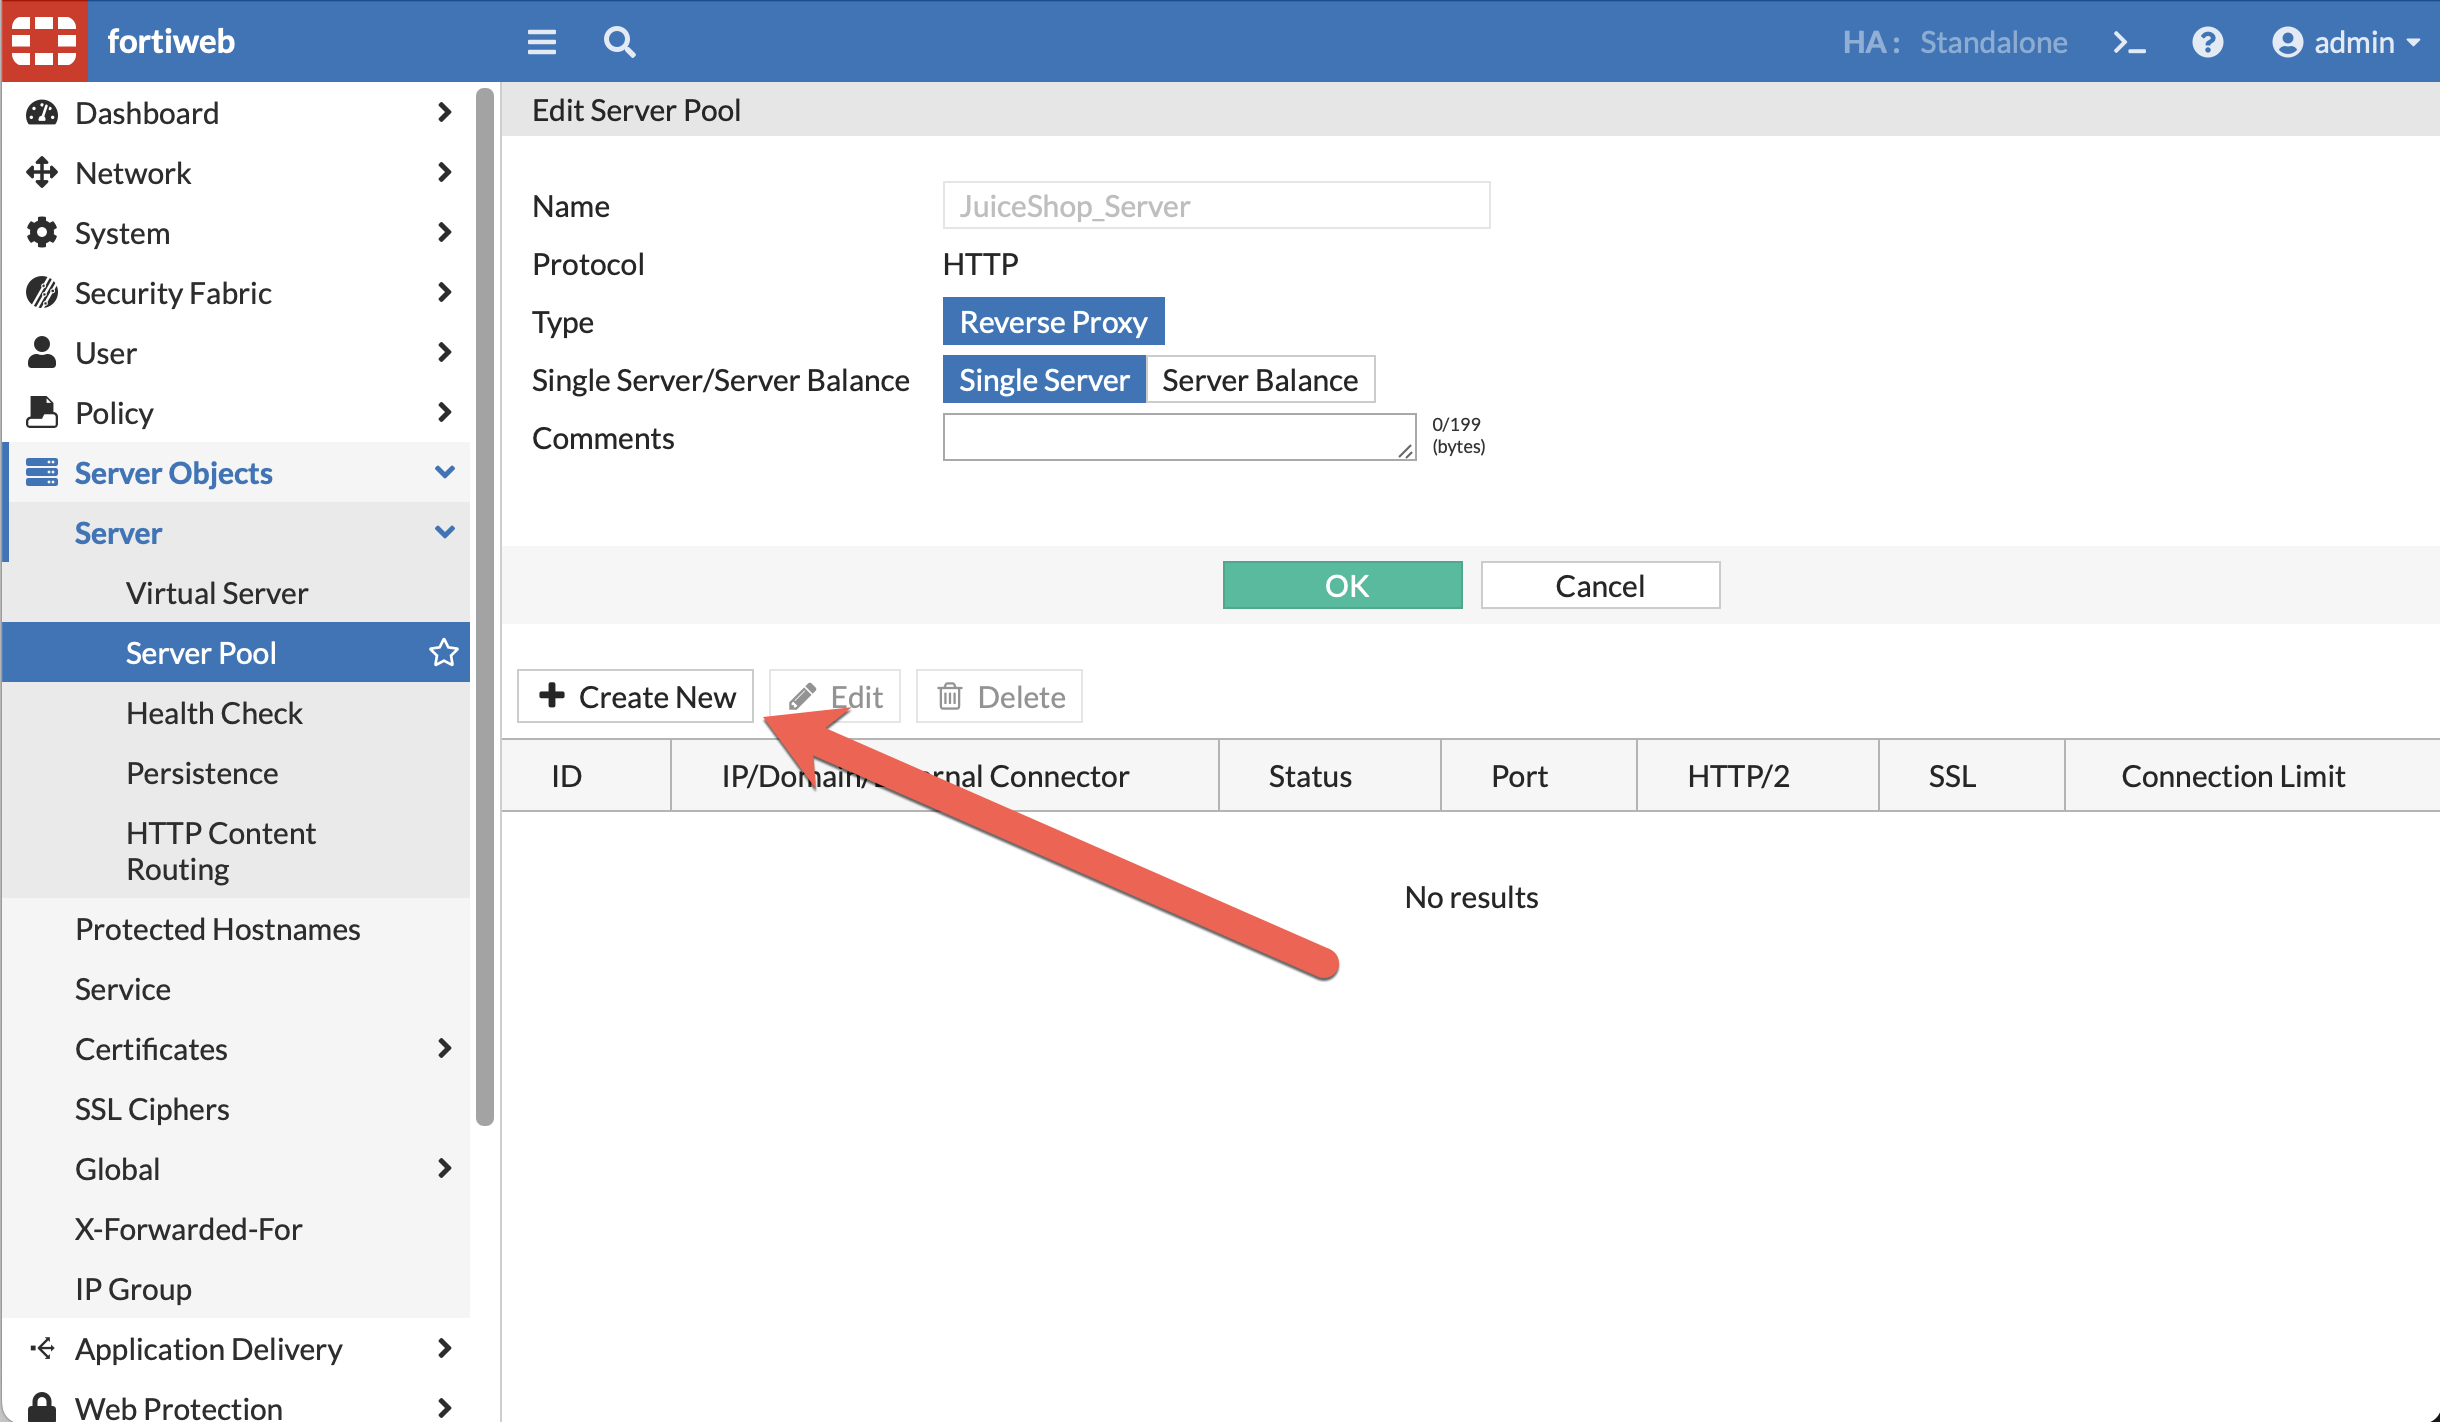 fortiweb
HA: Standalone
admin
Dashboard
Network
System
Security Fabric
User
Policy
Server Objects
Server
Virtual Server
Server Pool
Health Check
Persistence
HTTP Content
Routing
Protected Hostnames
Service
Certificates
SSL Ciphers
Global
X-Forwarded-For
IP Group
Application Delivery
Web Protection
Edit Server Pool
Name JuiceShop_Server
Protocol HTTP
Type Reverse Proxy
Single Server/Server Balance Single Server Server Balance
Comments 0/199
(bytes)
OK Cancel
Create New Edit Delete
ID IP/Domain/ Connector Status Port HTTP/2 SSL Connection Limit
No results